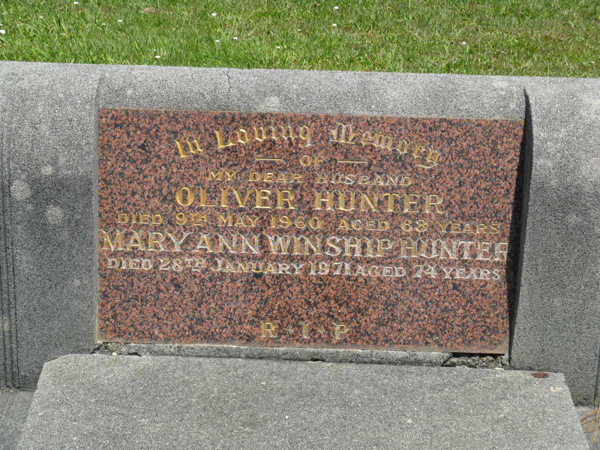 In Loving Memory
— OF —
MY DEAR HUSBAND
OLIVER HUNTER
DIED 9TH MAY 1960 AGED 63 YEARS
MARY ANN WINSHIP HUNTER
DIED 28TH JANUARY 1971 AGED 74 YEARS
R · I · P